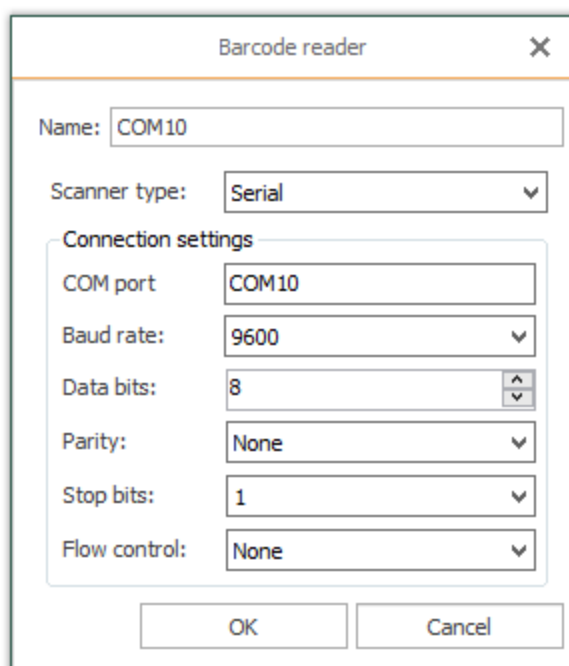 Barcode reader
Name: COM10
Scanner type: Serial
Connection settings
COM port COM10
Baud rate: 9600
Data bits: 8
Parity: None
Stop bits: 1
Flow control: None
OK Cancel